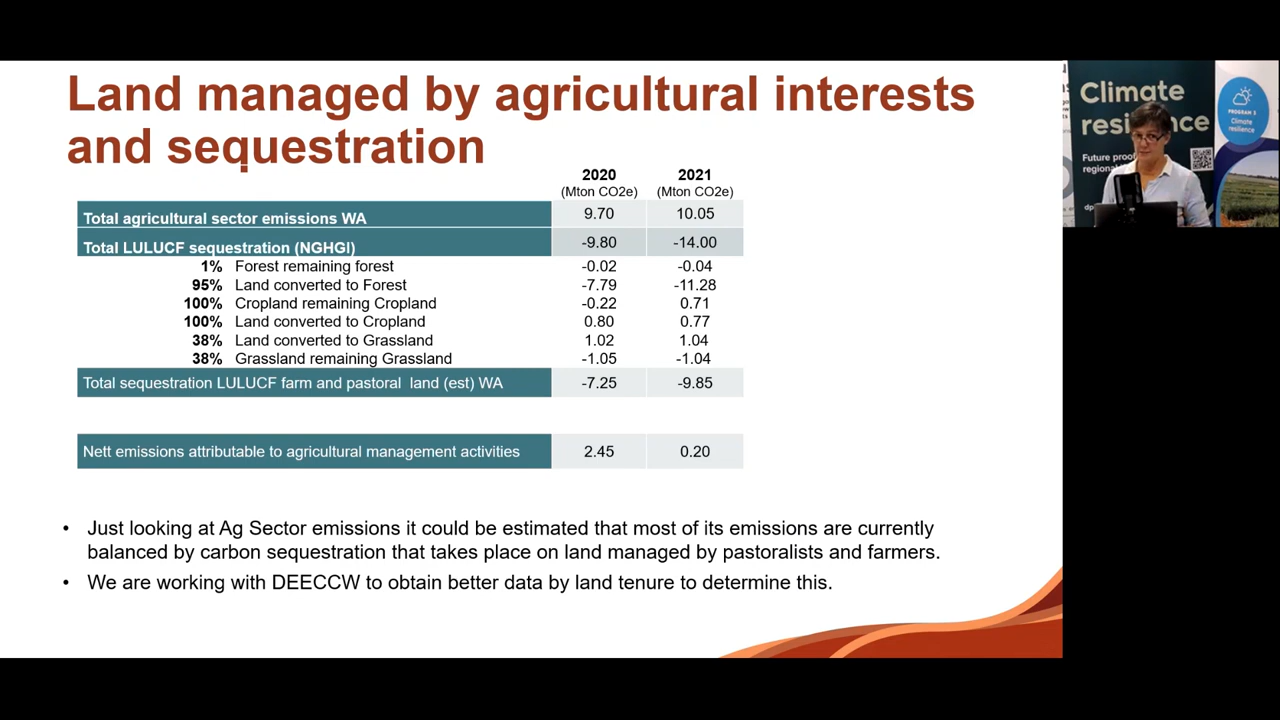 Land managed by agricultural interests
and sequestration
2020 2021
(Mton CO2e) (Mton CO2e)
Total agricultural sector emissions WA 9.70 10.05
Total LULUCF sequestration (NGHGI) -9.80 -14.00
1% Forest remaining forest -0.02 -0.04
95% Land converted to Forest -7.79 -11.28
100% Cropland remaining Cropland -0.22 0.71
100% Land converted to Cropland 0.80 0.77
38% Land converted to Grassland 1.02 1.04
38% Grassland remaining Grassland -1.05 -1.04
Total sequestration LULUCF farm and pastoral land (est) WA -7.25 -9.85
Nett emissions attributable to agricultural management activities 2.45 0.20
• Just looking at Ag Sector emissions it could be estimated that most of its emissions are currently
balanced by carbon sequestration that takes place on land managed by pastoralists and farmers.
• We are working with DEECCW to obtain better data by land tenure to determine this.
Climate
resilience
Future
regional
PROGRAM 3
Climate
resilience